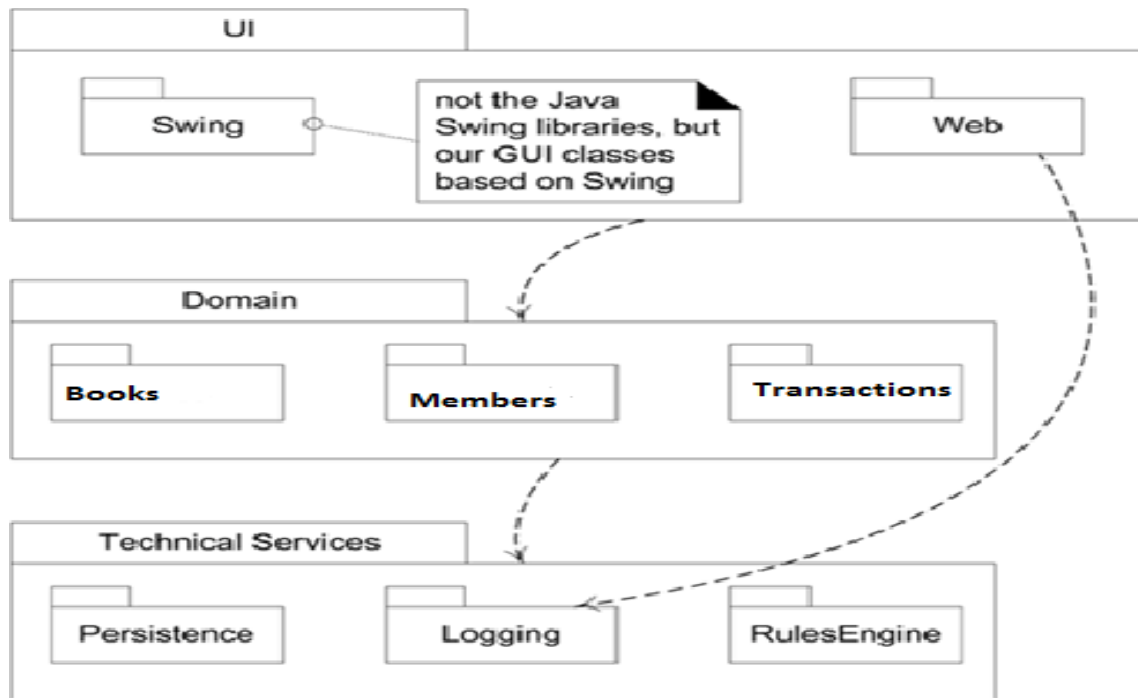 UI
Swing
not the Java
Swing libraries, but
our GUI classes
based on Swing
Web
Domain
Books
Members
Transactions
Technical Services
Persistence
Logging
RulesEngine